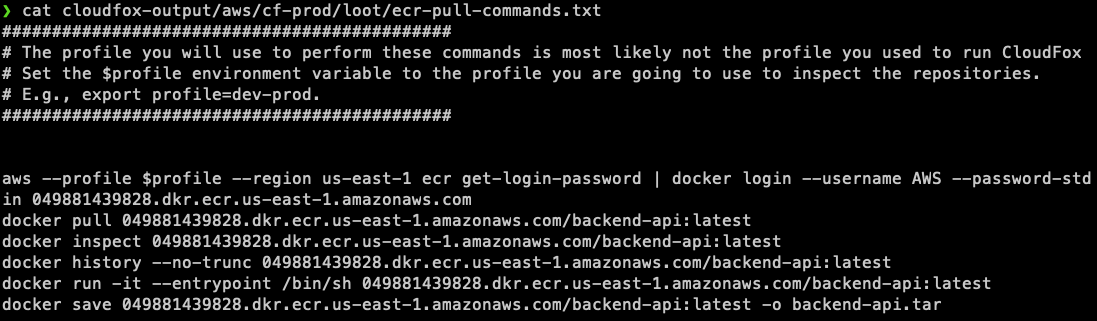 ❯ cat cloudfox-output/aws/cf-prod/loot/ecr-pull-commands.txt
#############################################
# The profile you will use to perform these commands is most likely not the profile you used to run CloudFox
# Set the $profile environment variable to the profile you are going to use to inspect the repositories.
# E.g., export profile=dev-prod.
#############################################
aws --profile $profile --region us-east-1 ecr get-login-password | docker login --username AWS --password-std
in 049881439828.dkr.ecr.us-east-1.amazonaws.com
docker pull 049881439828.dkr.ecr.us-east-1.amazonaws.com/backend-api:latest
docker inspect 049881439828.dkr.ecr.us-east-1.amazonaws.com/backend-api:latest
docker history --no-trunc 049881439828.dkr.ecr.us-east-1.amazonaws.com/backend-api:latest
docker run -it --entrypoint /bin/sh 049881439828.dkr.ecr.us-east-1.amazonaws.com/backend-api:latest
docker save 049881439828.dkr.ecr.us-east-1.amazonaws.com/backend-api:latest -o backend-api.tar